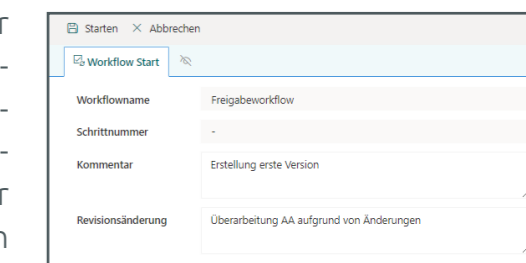 r
-
-
-
r
n
Starten Abbrechen
Workflow Start
Workflowname Freigabeworkflow
Schrittnummer -
Kommentar Erstellung erste Version
Revisionsänderung Überarbeitung AA aufgrund von Änderungen